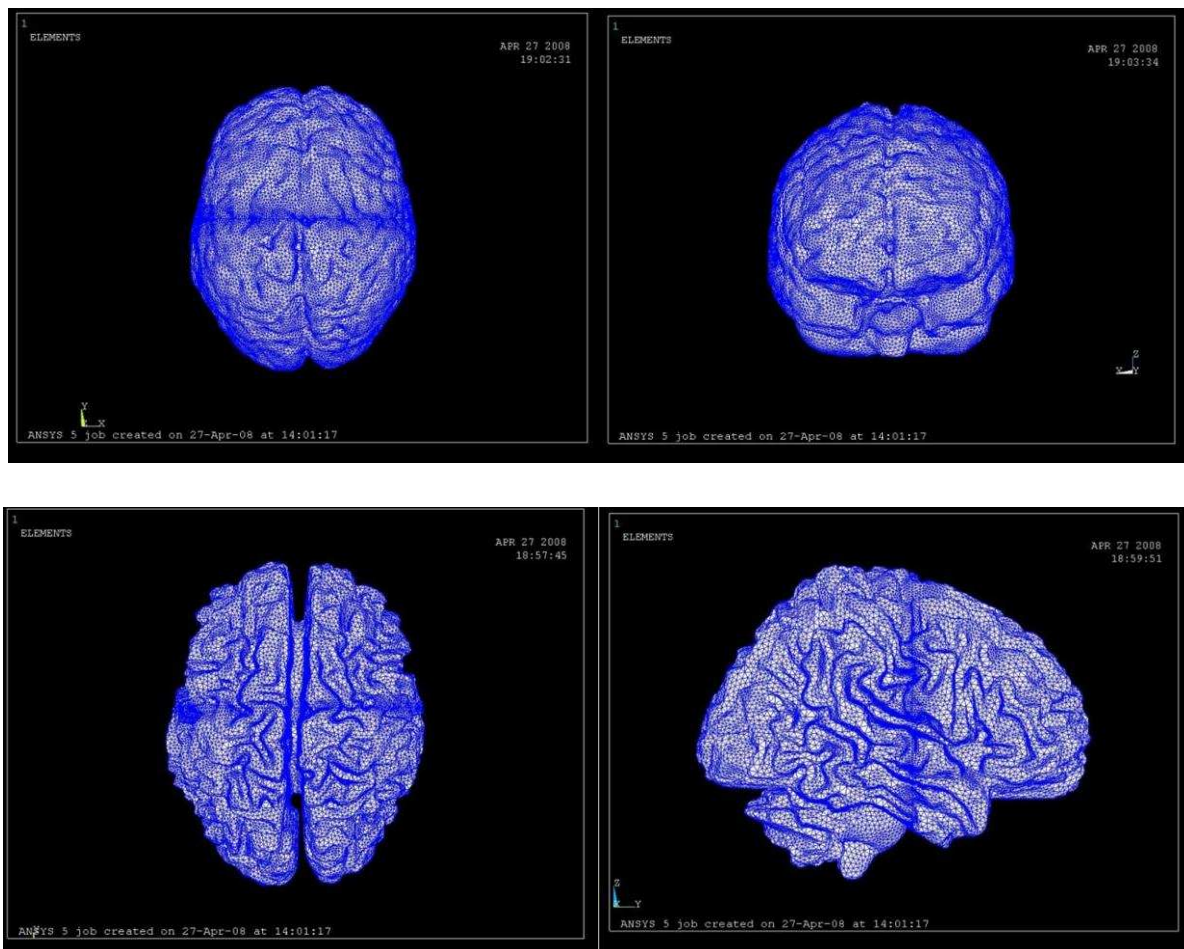 1
ELEMENTS
APR 27 2008
19:02:31
Y
X
ANSYS 5 job created on 27-Apr-08 at 14:01:17
1
ELEMENTS
APR 27 2008
19:03:34
Z
X Y
ANSYS 5 job created on 27-Apr-08 at 14:01:17
1
ELEMENTS
APR 27 2008
18:57:45
ANSYS 5 job created on 27-Apr-08 at 14:01:17
1
ELEMENTS
APR 27 2008
18:59:51
Z
X Y
ANSYS 5 job created on 27-Apr-08 at 14:01:17